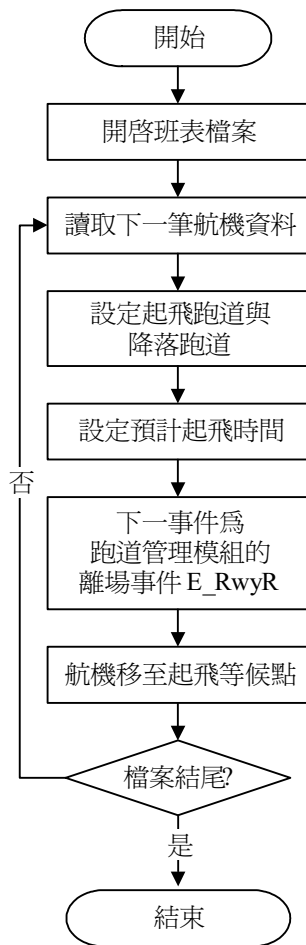 開始
開啓班表檔案
讀取下一筆航機資料
設定起飛跑道與
降落跑道
設定預計起飛時間
否
下一事件爲
跑道管理模組的
離場事件 E_RwyR
航機移至起飛等候點
檔案結尾?
是
結束